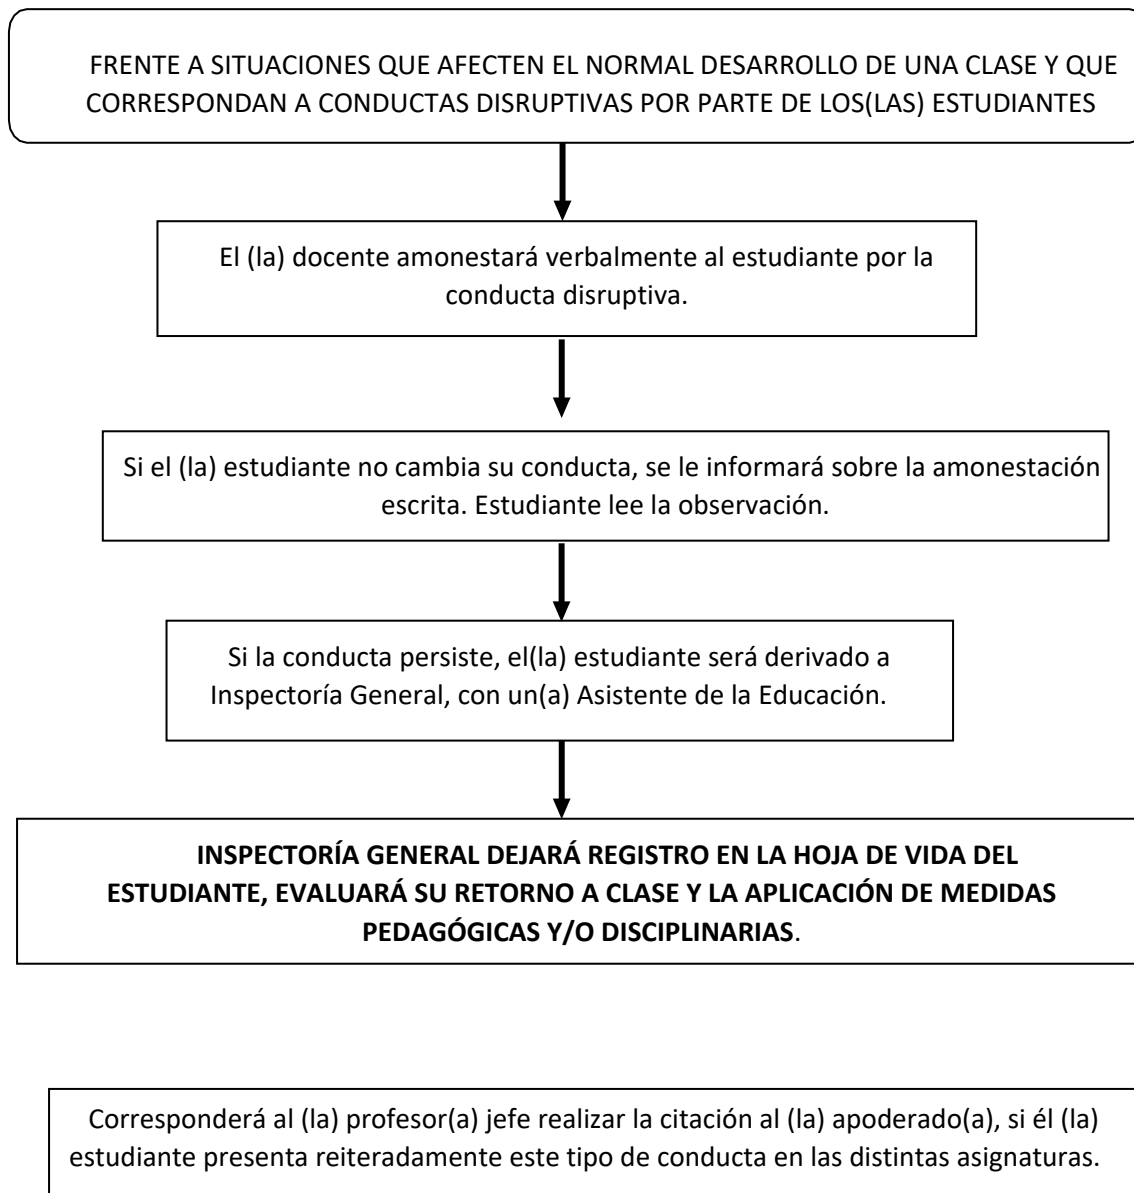 FRENTE A SITUACIONES QUE AFECTEN EL NORMAL DESARROLLO DE UNA CLASE Y QUE
CORRESPONDAN A CONDUCTAS DISRUPTIVAS POR PARTE DE LOS(LAS) ESTUDIANTES
El (la) docente amonestará verbalmente al estudiante por la
conducta disruptiva.
Si el (la) estudiante no cambia su conducta, se le informará sobre la amonestación
escrita. Estudiante lee la observación.
Si la conducta persiste, el(la) estudiante será derivado a
Inspectoría General, con un(a) Asistente de la Educación.
INSPECTORÍA GENERAL DEJARÁ REGISTRO EN LA HOJA DE VIDA DEL
ESTUDIANTE, EVALUARÁ SU RETORNO A CLASE Y LA APLICACIÓN DE MEDIDAS
PEDAGÓGICAS Y/O DISCIPLINARIAS.
Corresponderá al (la) profesor(a) jefe realizar la citación al (la) apoderado(a), si él (la)
estudiante presenta reiteradamente este tipo de conducta en las distintas asignaturas.